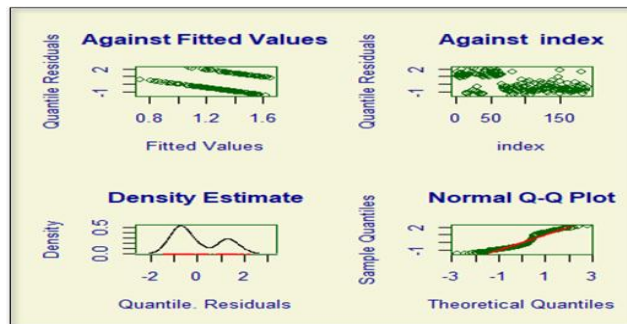 Against Fitted Values
Quantile Residuals
2
-1
0.8 1.2 1.6
Fitted Values
Against index
Quantile Residuals
2
-1
0 50 150
index
Density Estimate
Density
0.5
0.0
-2 0 2
Quantile. Residuals
Normal Q-Q Plot
Sample Quantiles
2
-1
-3 -1 1 3
Theoretical Quantiles